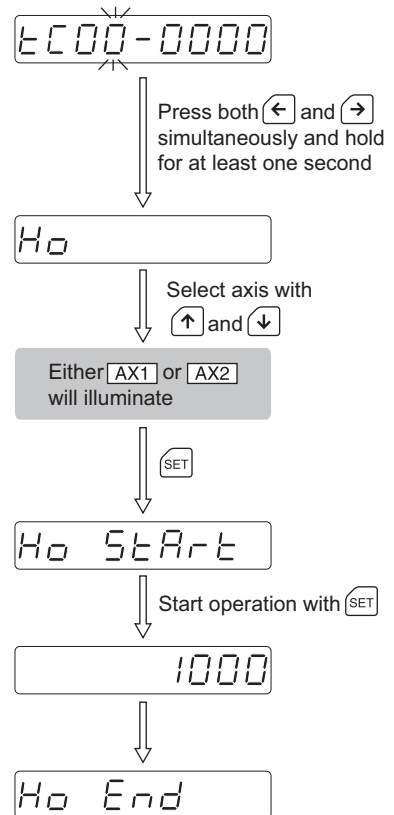 tC00-0000
Press both ← and →
simultaneously and hold
for at least one second
Ho
Select axis with
↑ and ↓
Either AX1 or AX2
will illuminate
SET
Ho StArt
Start operation with SET
1000
Ho End